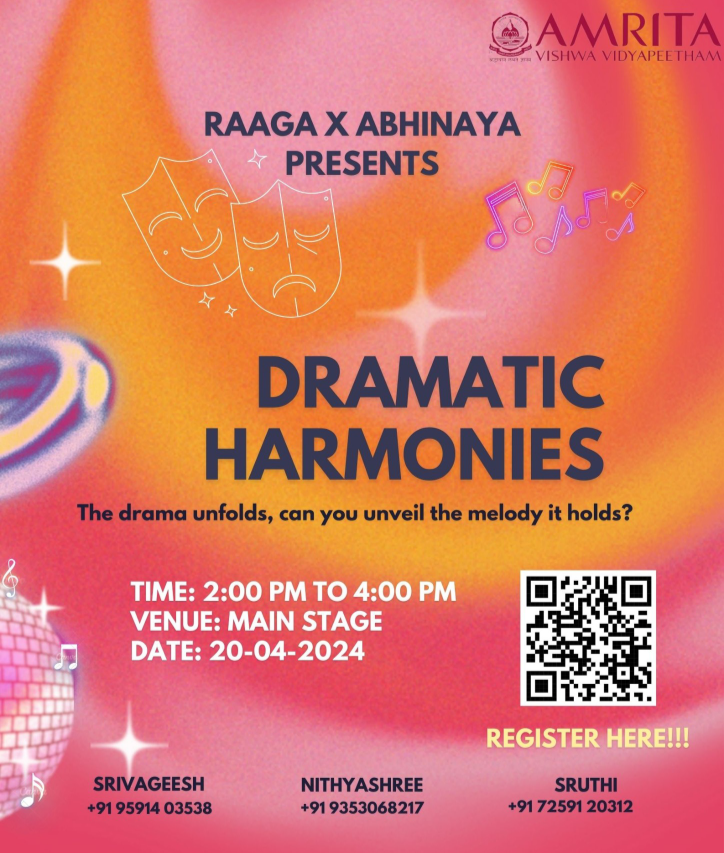 AMRITA
VISHWA VIDYAPEETHAM
RAAGA X ABHINAYA
PRESENTS
DRAMATIC
HARMONIES
The drama unfolds, can you unveil the melody it holds?
TIME: 2:00 PM TO 4:00 PM
VENUE: MAIN STAGE
DATE: 20-04-2024
REGISTER HERE!!!
SRIVAGEESH
+91 95914 03538
NITHYASHREE
+91 9353068217
SRUTHI
+91 72591 20312